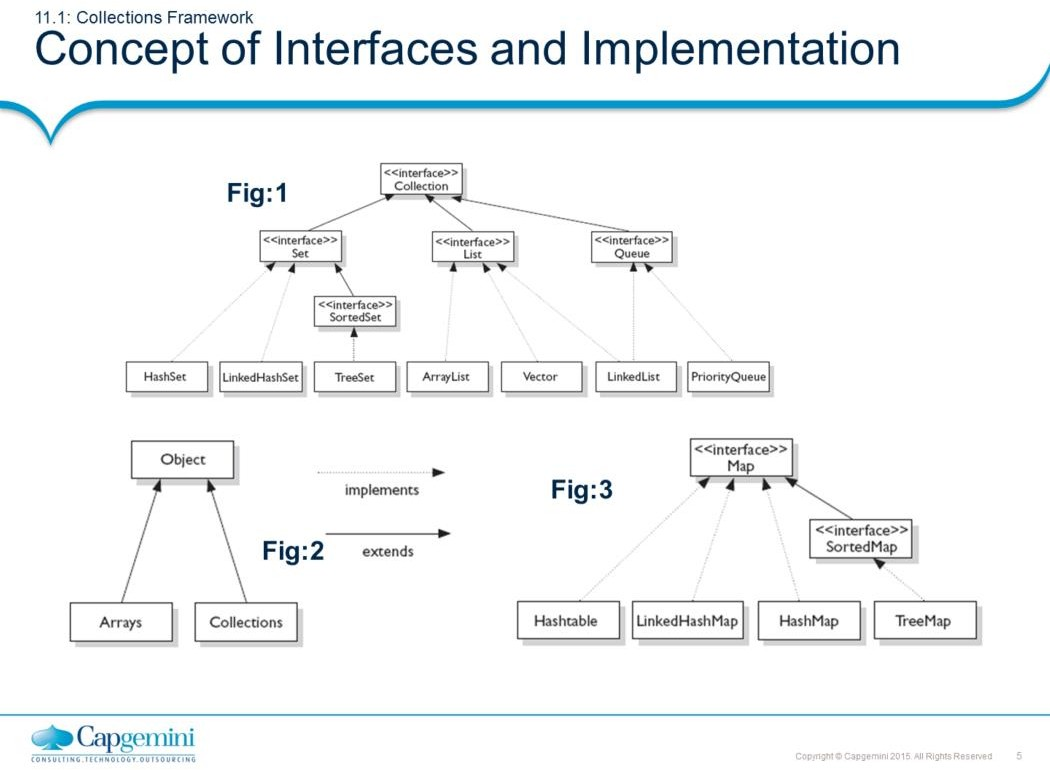 11.1: Collections Framework
Concept of Interfaces and Implementation
Fig:1
<<interface>>
Collection
<<interface>>
Set
<<interface>>
List
<<interface>>
Queue
<<interface>>
SortedSet
HashSet
LinkedHashSet
TreeSet
ArrayList
Vector
LinkedList
PriorityQueue
Object
implements
Fig:2
extends
Arrays
Collections
Fig:3
<<interface>>
Map
<<interface>>
SortedMap
Hashtable
LinkedHashMap
HashMap
TreeMap
Capgemini
CONSULTING.TECHNOLOGY.OUTSOURCING
Copyright © Capgemini 2015. All Rights Reserved
5